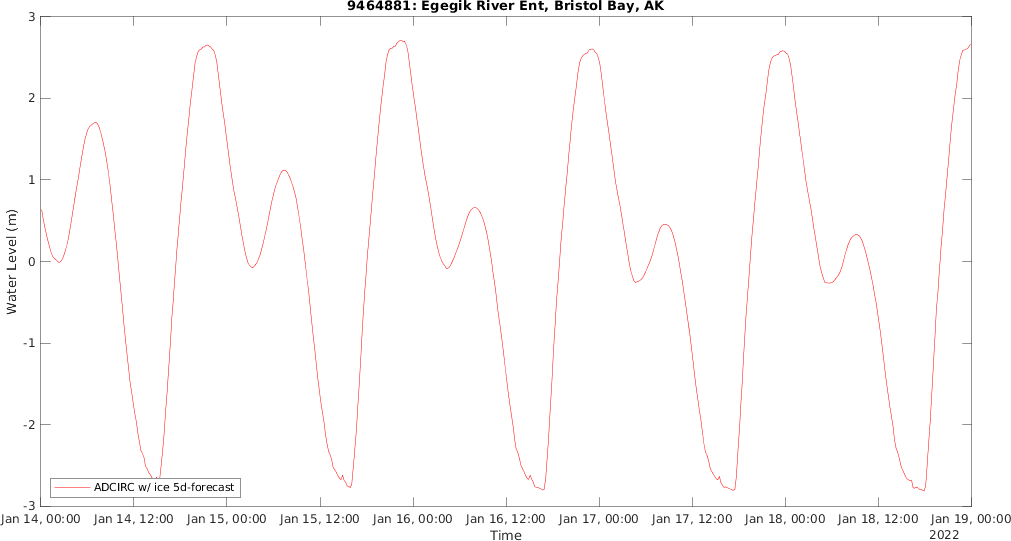 9464881: Egegik River Ent, Bristol Bay, AK
3
2
1
0
-1
-2
-3
Water Level (m)
ADCIRC w/ ice 5d-forecast
Jan 14, 00:00 Jan 14, 12:00 Jan 15, 00:00 Jan 15, 12:00 Jan 16, 00:00 Jan 16, 12:00 Jan 17, 00:00 Jan 17, 12:00 Jan 18, 00:00 Jan 18, 12:00 Jan 19, 00:00
Time
2022